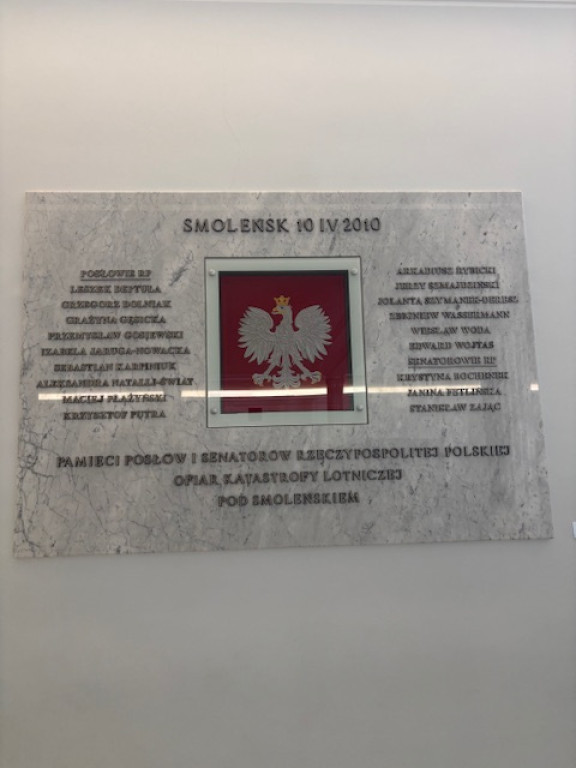 SMOLEŃSK 10 IV 2010
POSŁOWIE RP
LESZEK DEPTUŁA
GRZEGORZ DOLNIAK
GRAŻYNA GĘSICKA
PRZEMYSŁAW GOSIEWSKI
IZABELA JARUGA-NOWACKA
SEBASTIAN KARPINIUK
ALEKSANDRA NATALLI-ŚWIAT
MACIEJ PŁAŻYŃSKI
KRZYSZTOF PUTRA
ARKADIUSZ RYBICKI
JERZY SZMAJDZIŃSKI
JOLANTA SZYMANEK-DERESZ
ZBIGNIEW WASSERMANN
WIESŁAW WODA
EDWARD WOJTAS
SENATOROWIE RP
KRYSTYNA BOCHENEK
JANINA FETLIŃSKA
STANISŁAW ZAJĄC
PAMIĘCI POSŁÓW I SENATORÓW RZECZYPOSPOLITEJ POLSKIEJ
OFIAR KATASTROFY LOTNICZEJ
POD SMOLEŃSKIEM